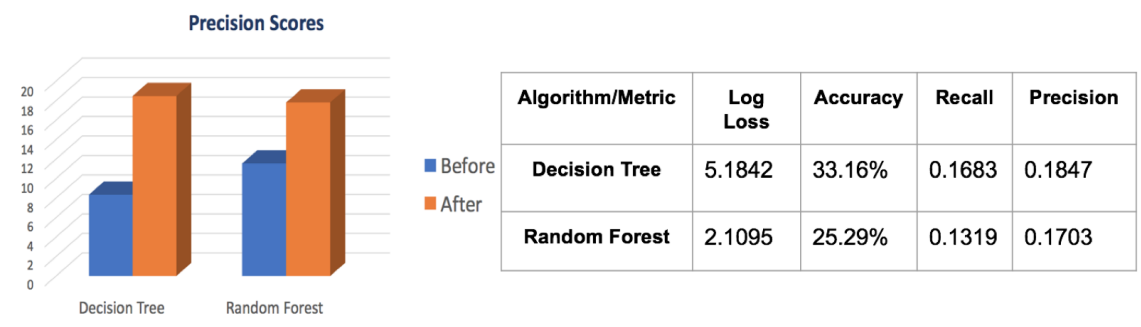 Precision Scores
20
18
16
14
12
10
8
6
4
2
0
Decision Tree Random Forest
Before
After
Algorithm/Metric Log Loss Accuracy Recall Precision
Decision Tree 5.1842 33.16% 0.1683 0.1847
Random Forest 2.1095 25.29% 0.1319 0.1703